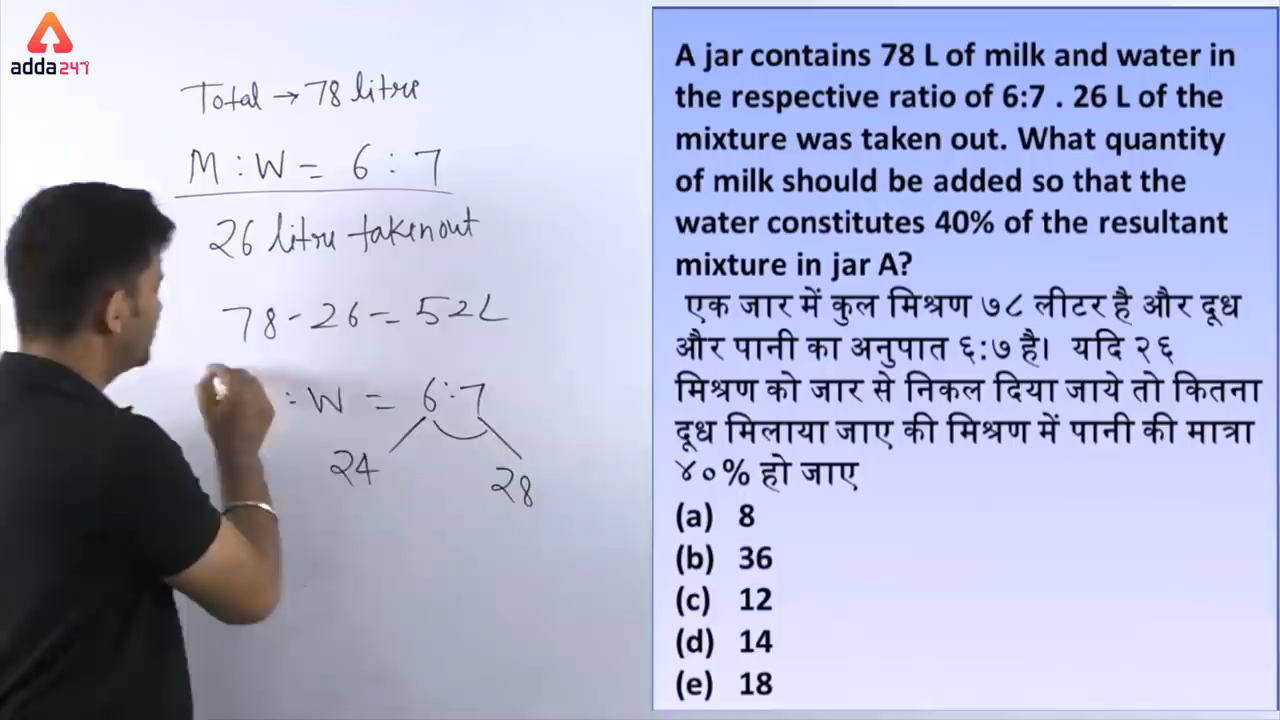 adda247
Total → 78 litre
M : W = 6 : 7
26 litre taken out
78 - 26 = 52L
: W = 6 : 7
24
28
A jar contains 78 L of milk and water in
the respective ratio of 6:7 . 26 L of the
mixture was taken out. What quantity
of milk should be added so that the
water constitutes 40% of the resultant
mixture in jar A?
एक जार में कुल मिश्रण ७८ लीटर है और दूध
और पानी का अनुपात ६:७ है। यदि २६
मिश्रण को जार से निकल दिया जाये तो कितना
दूध मिलाया जाए की मिश्रण में पानी की मात्रा
४०% हो जाए
(a) 8
(b) 36
(c) 12
(d) 14
(e) 18